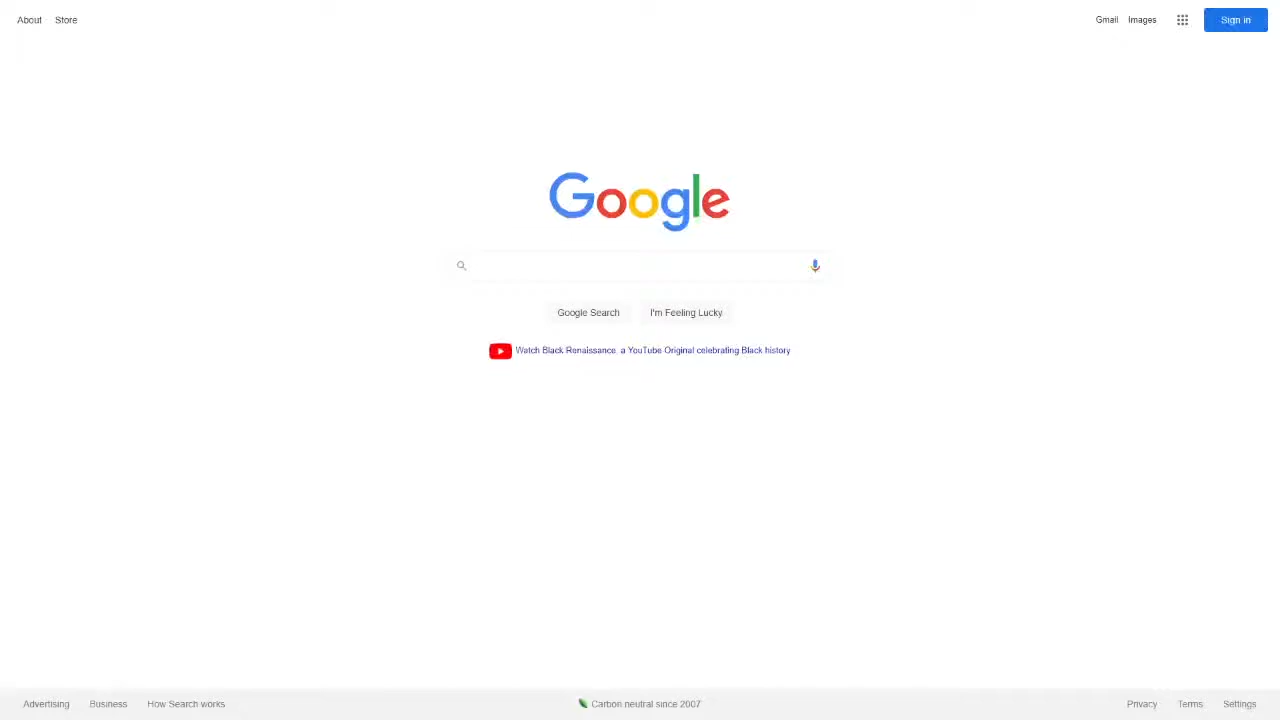 About Store Gmail Images Sign in
Google
Google Search I'm Feeling Lucky
Watch Black Renaissance, a YouTube Original celebrating Black history
Advertising Business How Search works Carbon neutral since 2007 Privacy Terms Settings